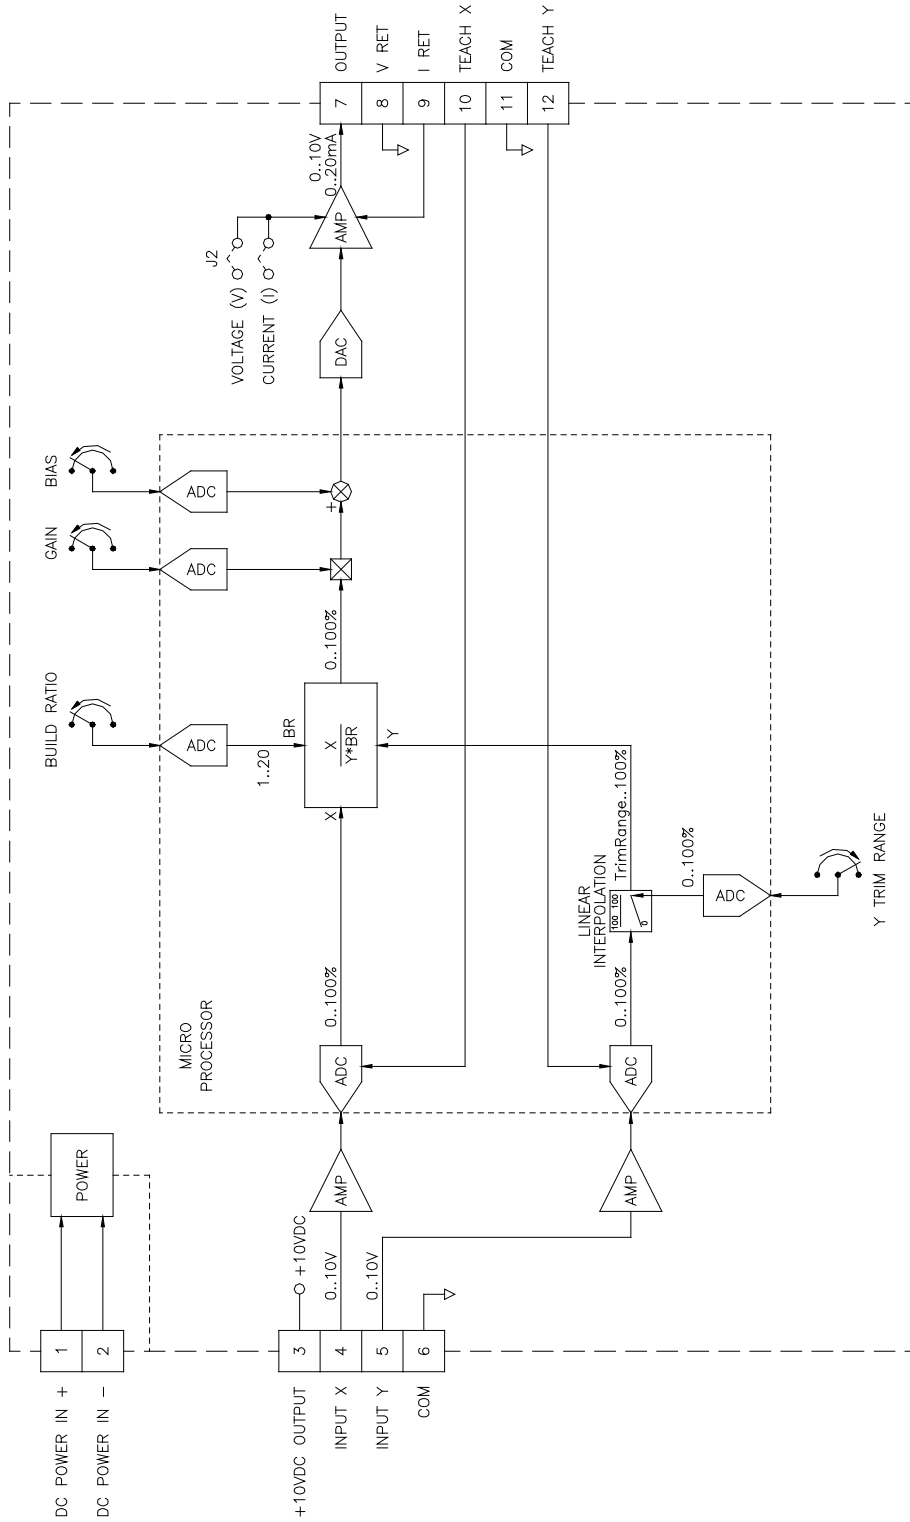 DC POWER IN +
DC POWER IN –
1
2
POWER
+10VDC OUTPUT
INPUT X
INPUT Y
COM
3
4
5
6
+10VDC
0..10V
0..10V
AMP
AMP
MICRO
PROCESSOR
ADC
ADC
0..100%
0..100%
LINEAR
INTERPOLATION
100 100
0
TrimRange..100%
0..100%
ADC
Y TRIM RANGE
BUILD RATIO
ADC
1..20
BR
X
X
Y*BR
Y
0..100%
GAIN
ADC
BIAS
ADC
+
DAC
VOLTAGE (V)
CURRENT (I)
J2
AMP
0..10V
0..20mA
7
8
9
10
11
12
OUTPUT
V RET
I RET
TEACH X
COM
TEACH Y